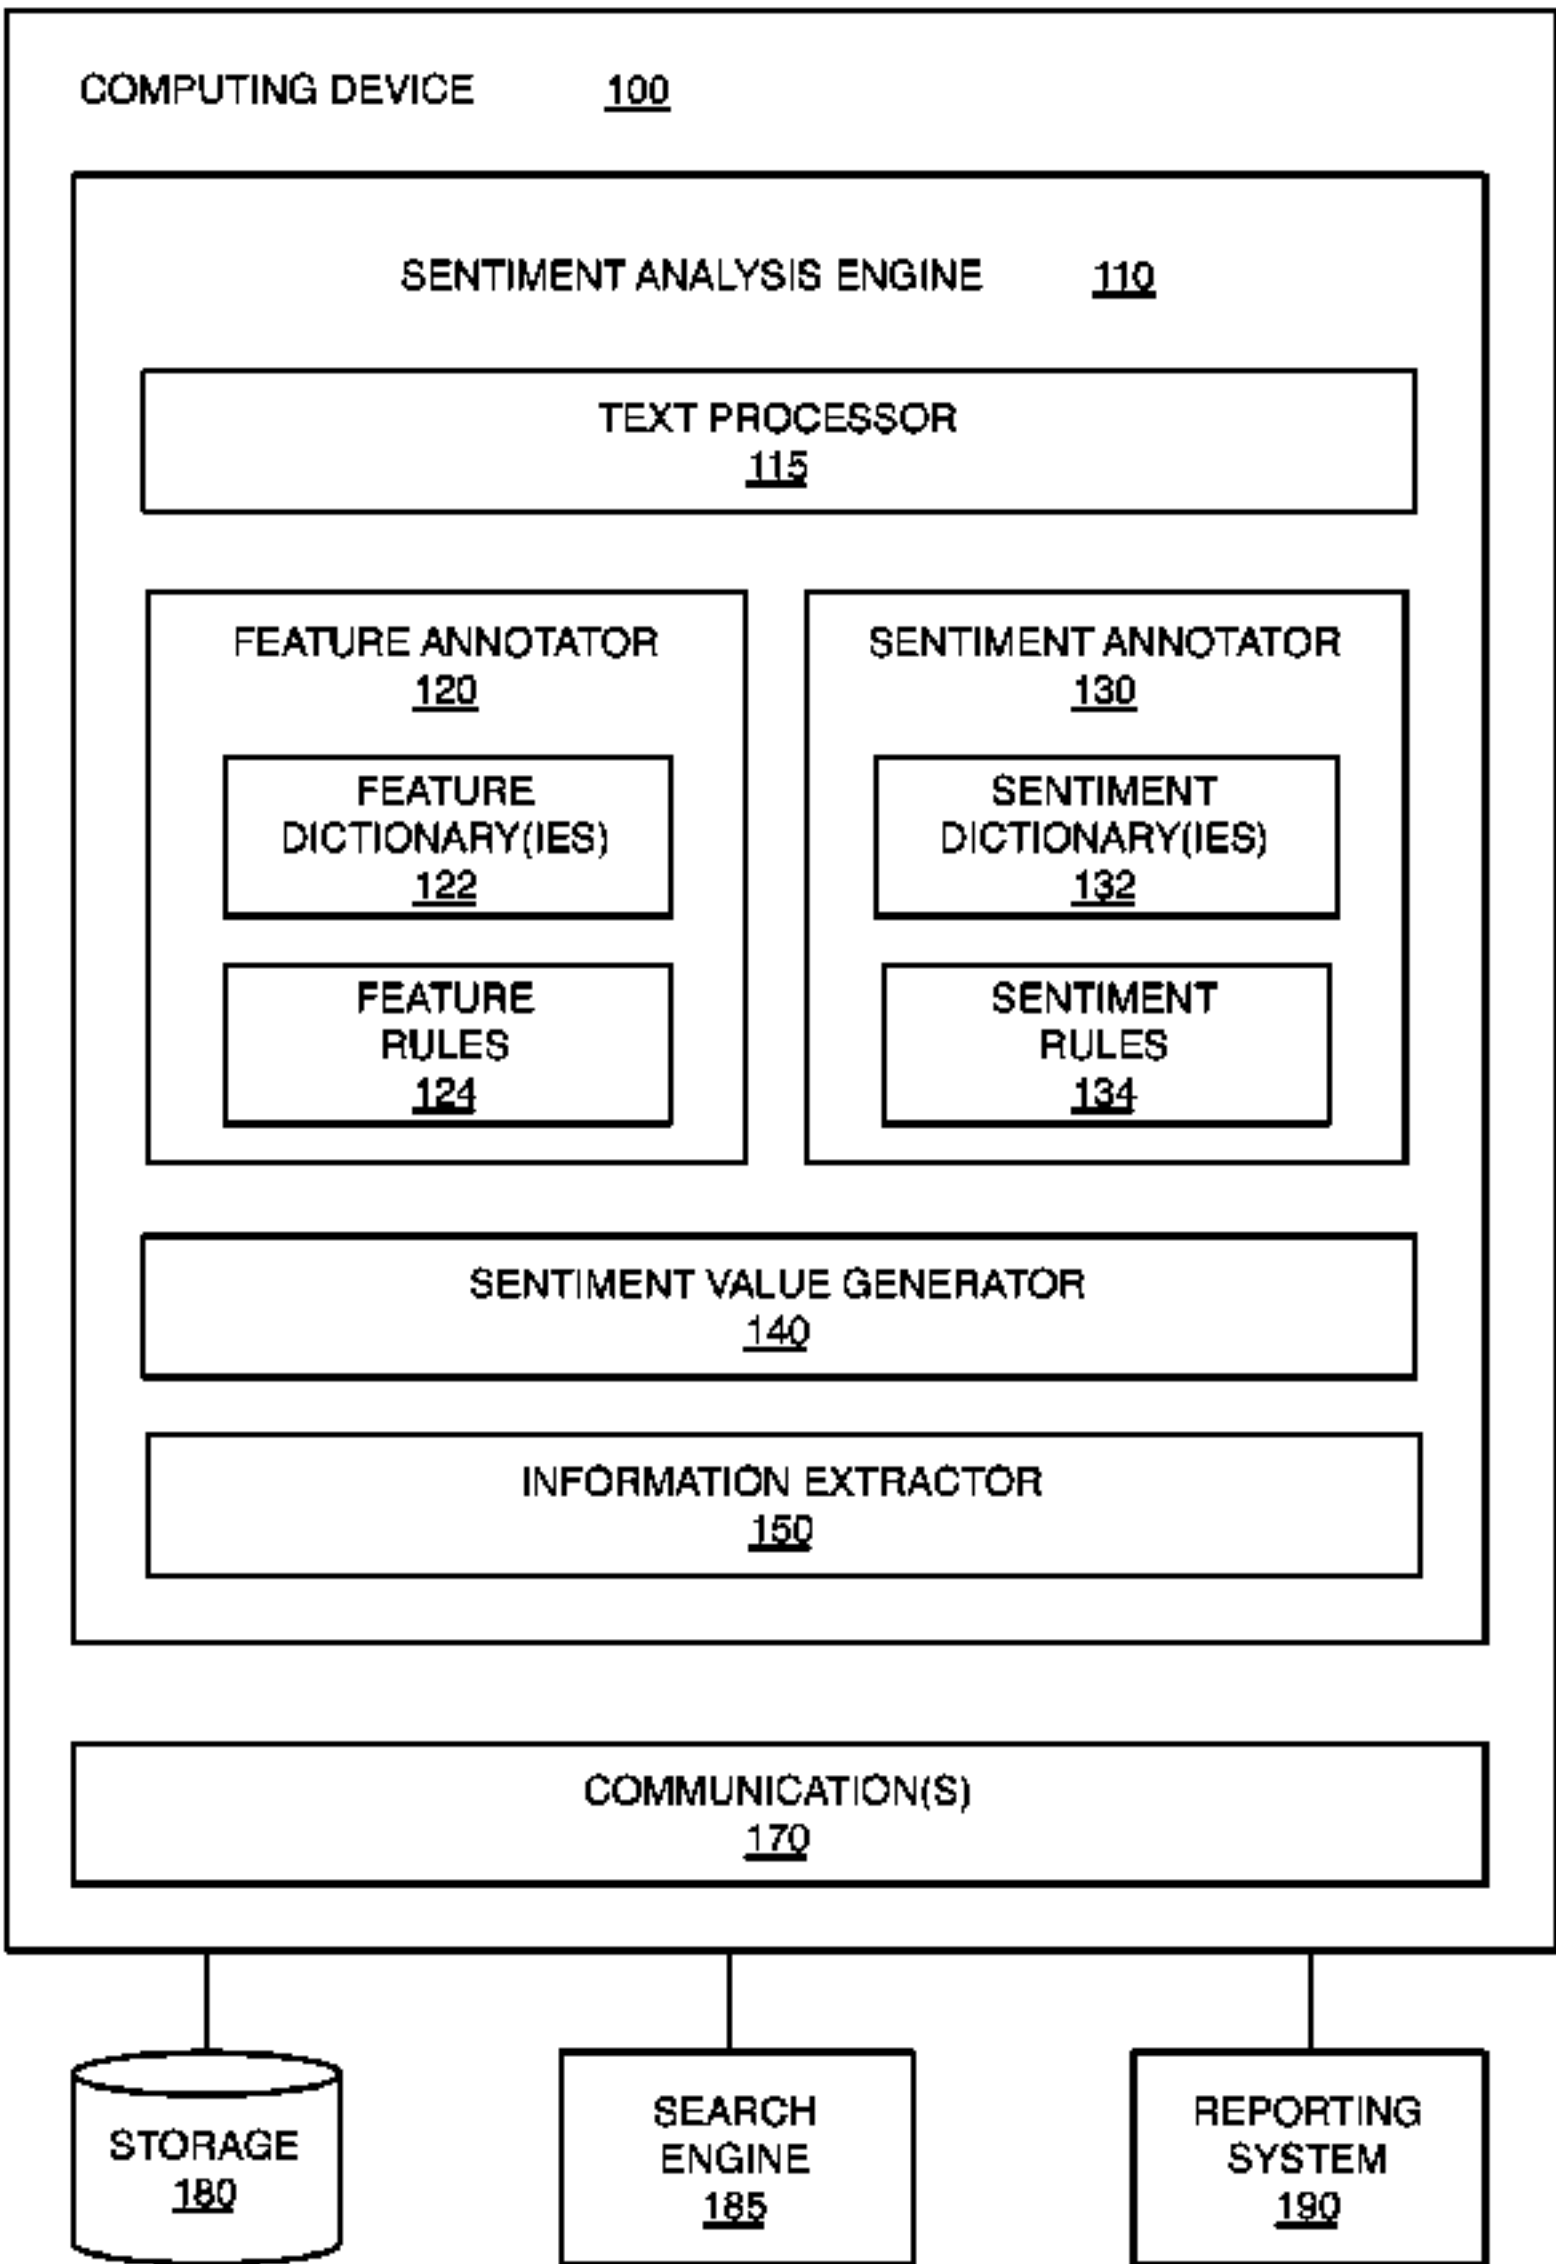 COMPUTING DEVICE 100
SENTIMENT ANALYSIS ENGINE 110
TEXT PROCESSOR
115
FEATURE ANNOTATOR
120
FEATURE
DICTIONARY(IES)
122
FEATURE
RULES
124
SENTIMENT ANNOTATOR
130
SENTIMENT
DICTIONARY(IES)
132
SENTIMENT
RULES
134
SENTIMENT VALUE GENERATOR
140
INFORMATION EXTRACTOR
150
COMMUNICATION(S)
170
STORAGE
180
SEARCH
ENGINE
185
REPORTING
SYSTEM
190